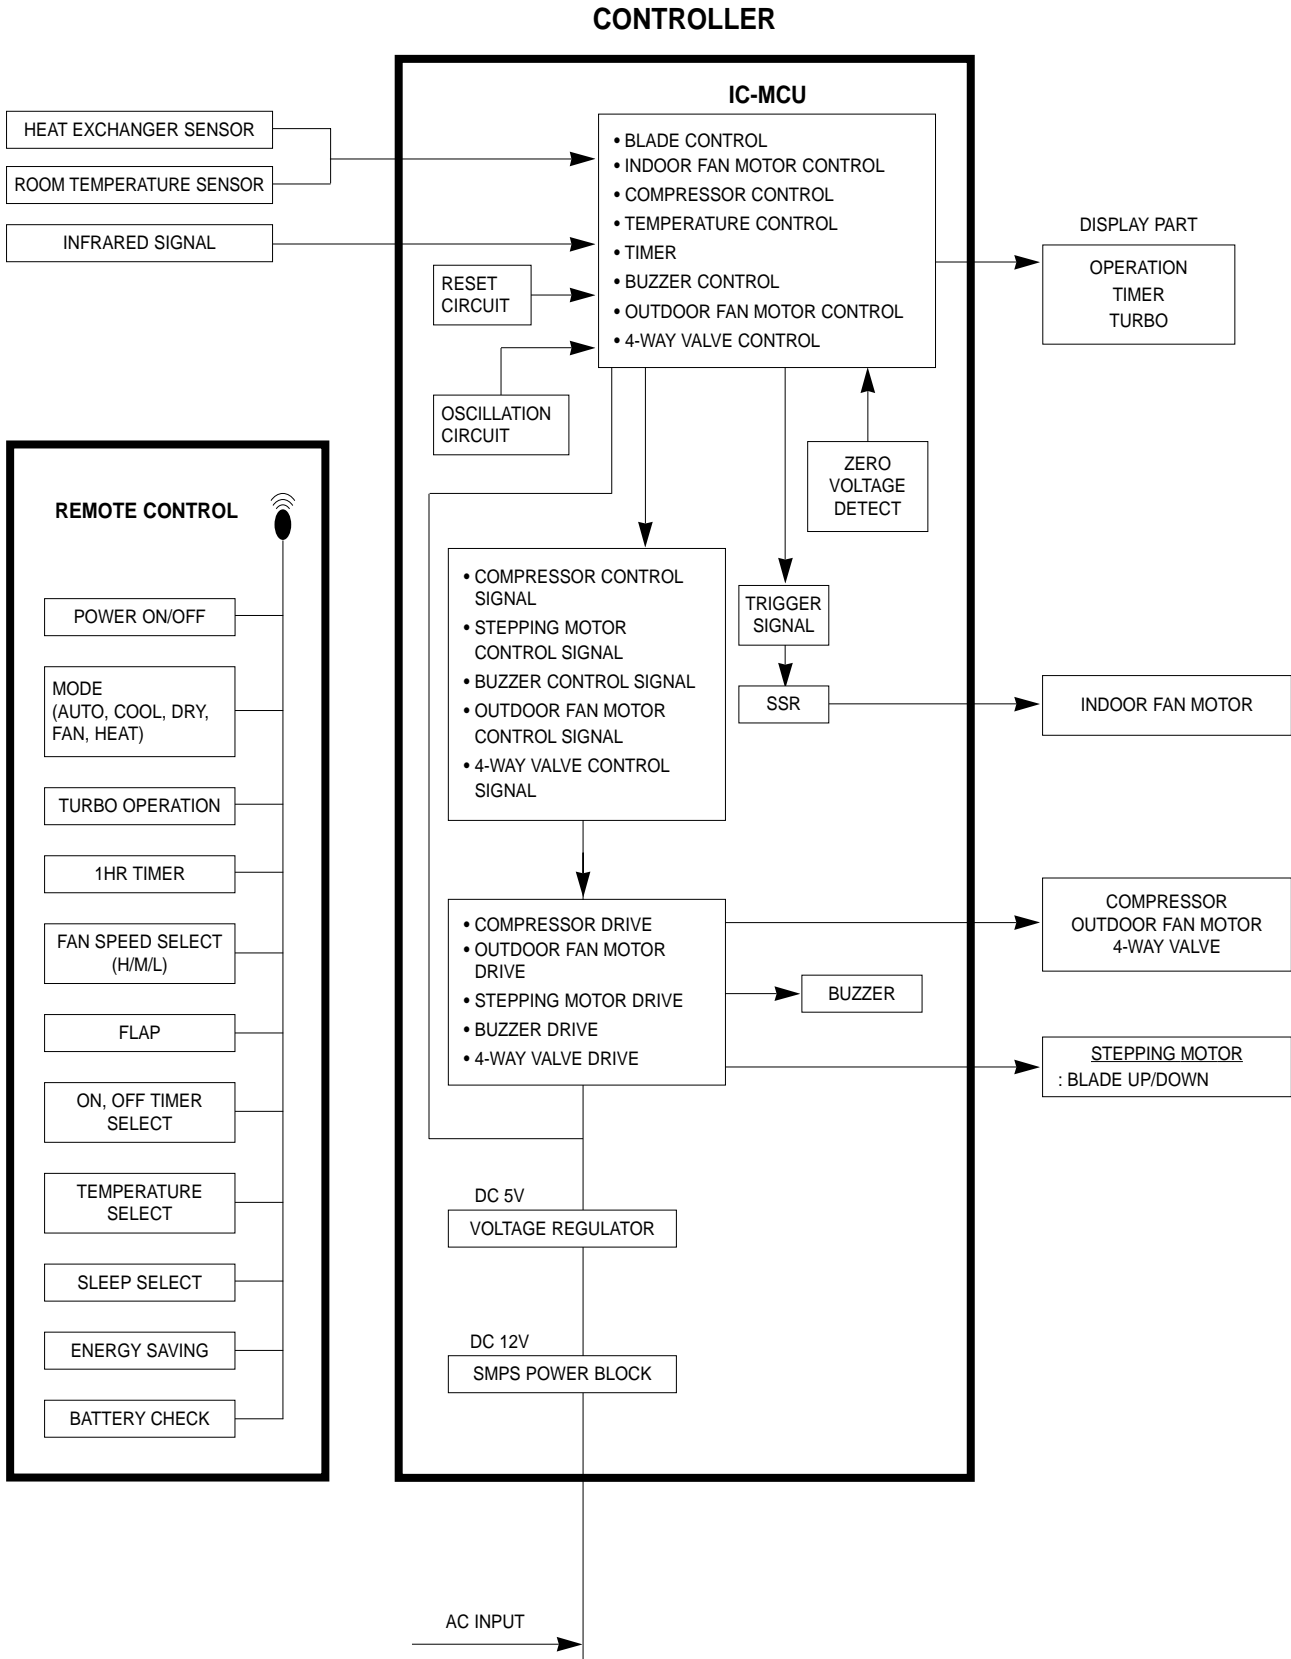 CONTROLLER
IC-MCU
HEAT EXCHANGER SENSOR
ROOM TEMPERATURE SENSOR
INFRARED SIGNAL
• BLADE CONTROL
• INDOOR FAN MOTOR CONTROL
• COMPRESSOR CONTROL
• TEMPERATURE CONTROL
• TIMER
• BUZZER CONTROL
• OUTDOOR FAN MOTOR CONTROL
• 4-WAY VALVE CONTROL
RESET
CIRCUIT
OSCILLATION
CIRCUIT
DISPLAY PART
OPERATION
TIMER
TURBO
ZERO
VOLTAGE
DETECT
REMOTE CONTROL
POWER ON/OFF
MODE
(AUTO, COOL, DRY,
FAN, HEAT)
TURBO OPERATION
1HR TIMER
FAN SPEED SELECT
(H/M/L)
FLAP
ON, OFF TIMER
SELECT
TEMPERATURE
SELECT
SLEEP SELECT
ENERGY SAVING
BATTERY CHECK
• COMPRESSOR CONTROL
SIGNAL
• STEPPING MOTOR
CONTROL SIGNAL
• BUZZER CONTROL SIGNAL
• OUTDOOR FAN MOTOR
CONTROL SIGNAL
• 4-WAY VALVE CONTROL
SIGNAL
TRIGGER
SIGNAL
SSR
INDOOR FAN MOTOR
• COMPRESSOR DRIVE
• OUTDOOR FAN MOTOR
DRIVE
• STEPPING MOTOR DRIVE
• BUZZER DRIVE
• 4-WAY VALVE DRIVE
COMPRESSOR
OUTDOOR FAN MOTOR
4-WAY VALVE
BUZZER
STEPPING MOTOR
: BLADE UP/DOWN
DC 5V
VOLTAGE REGULATOR
DC 12V
SMPS POWER BLOCK
AC INPUT